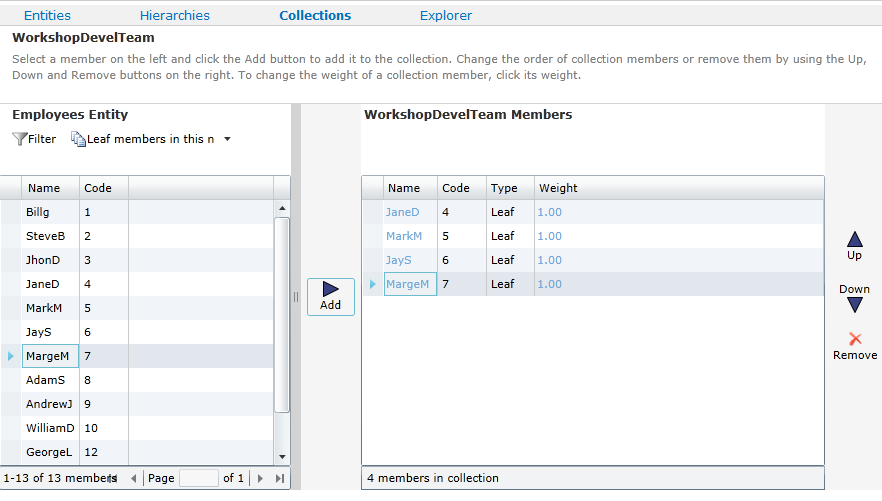 Entities Hierarchies Collections Explorer
WorkshopDevelTeam
Select a member on the left and click the Add button to add it to the collection. Change the order of collection members or remove them by using the Up,
Down and Remove buttons on the right. To change the weight of a collection member, click its weight.
Employees Entity
Filter Leaf members in this n
Name Code
Billg 1
SteveB 2
JhonD 3
JaneD 4
MarkM 5
JayS 6
MargeM 7
AdamS 8
AndrewJ 9
WilliamD 10
GeorgeL 12
1-13 of 13 members Page of 1
Add
WorkshopDevelTeam Members
Name Code Type Weight
JaneD 4 Leaf 1.00
MarkM 5 Leaf 1.00
JayS 6 Leaf 1.00
MargeM 7 Leaf 1.00
4 members in collection
Up
Down
Remove